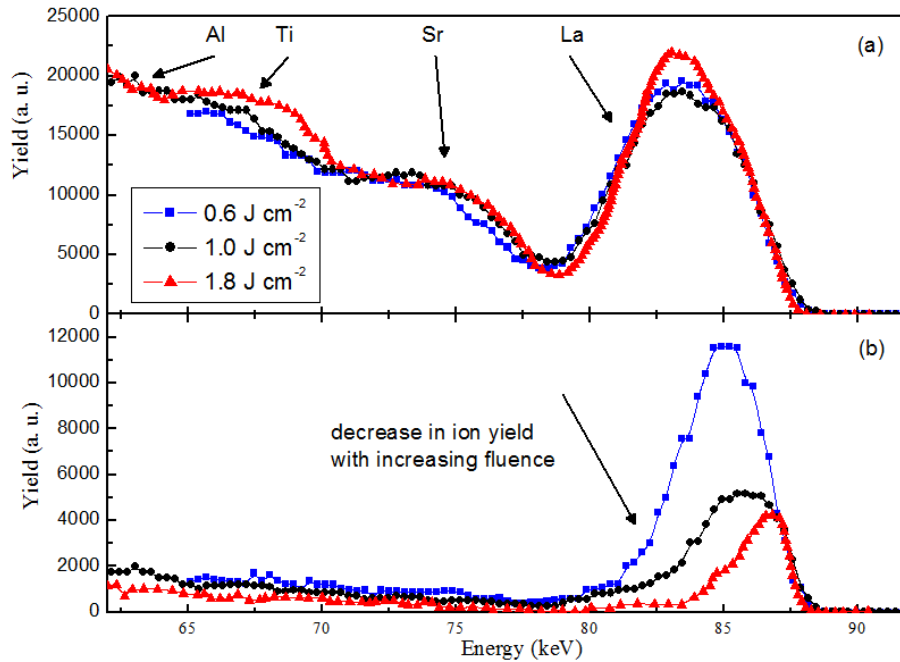 25000
20000
15000
10000
5000
0
Yield (a. u.)
Al
Ti
Sr
La
(a)
0.6 J cm⁻²
1.0 J cm⁻²
1.8 J cm⁻²
12000
10000
8000
6000
4000
2000
0
Yield (a. u.)
(b)
decrease in ion yield
with increasing fluence
65 70 75 80 85 90
Energy (keV)